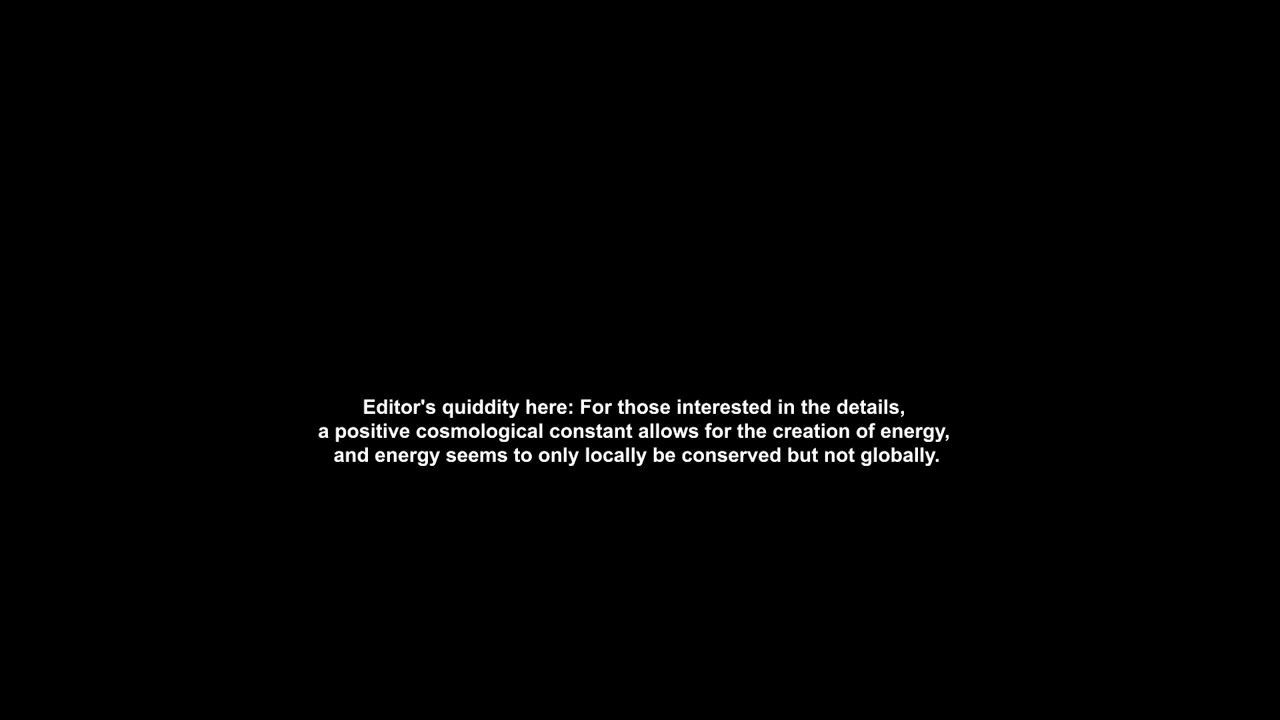 Editor's quiddity here: For those interested in the details,
a positive cosmological constant allows for the creation of energy,
and energy seems to only locally be conserved but not globally.